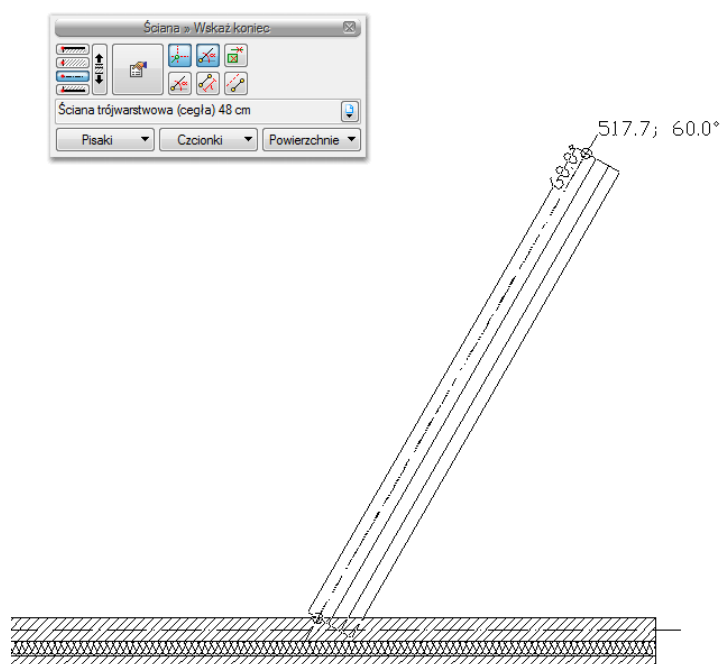 Ściana » Wskaż koniec
Ściana trójwarstwowa (cegła) 48 cm
Pisaki
Czcionki
Powierzchnie
517.7; 60.0°